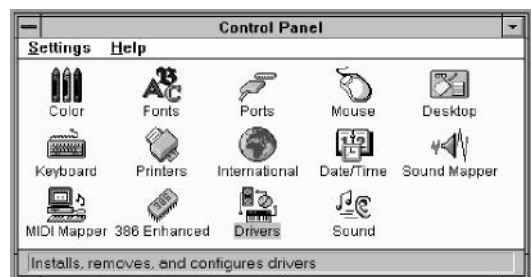 Control Panel
Settings Help
Color Fonts Ports Mouse Desktop
Keyboard Printers International Date/Time Sound Mapper
MIDI Mapper 386 Enhanced Drivers Sound
Installs, removes, and configures drivers